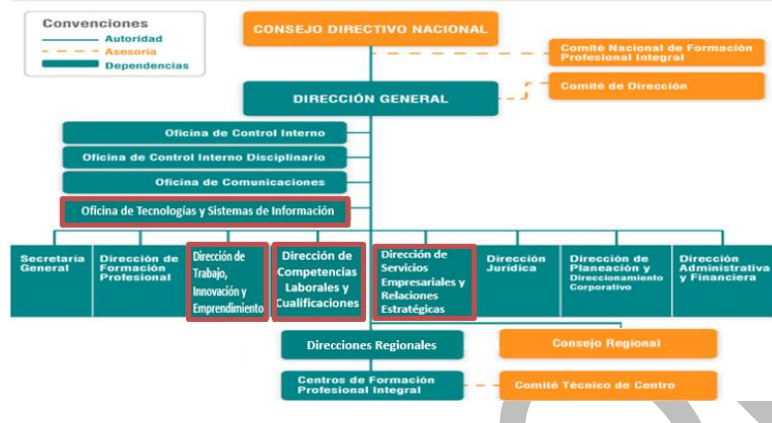 Convenciones
Autoridad
Asesoría
Dependencias
CONSEJO DIRECTIVO NACIONAL
Comité Nacional de Formación
Profesional Integral
DIRECCIÓN GENERAL
Comité de Dirección
Oficina de Control Interno
Oficina de Control Interno Disciplinario
Oficina de Comunicaciones
Oficina de Tecnologías y Sistemas de Información
Secretaría
General
Dirección de
Formación
Profesional
Dirección de
Trabajo,
Innovación y
Emprendimiento
Dirección de
Competencias
Laborales y
Cualificaciones
Dirección de
Servicios
Empresariales y
Relaciones
Estratégicas
Dirección
Jurídica
Dirección de
Planeación y
Direccionamiento
Corporativo
Dirección
Administrativa
y Financiera
Direcciones Regionales
Consejo Regional
Centros de Formación
Profesional Integral
Comité Técnico de Centro